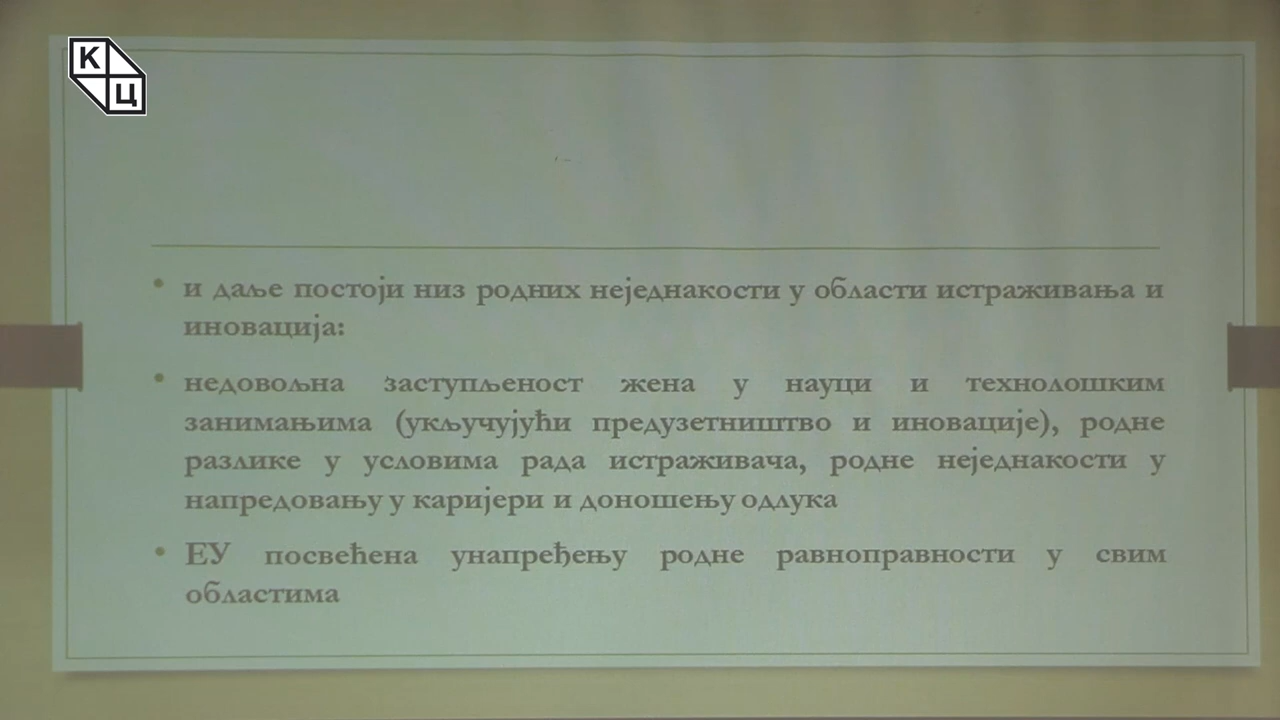 К
Ц
• и даље постоји низ родних неједнакости у области истраживања и
иновација:
• недовољна заступљеност жена у науци и технолошким
занимањима (укључујући предузетништво и иновације), родне
разлике у условима рада истраживача, родне неједнакости у
напредовању у каријери и доношењу одлука
• ЕУ посвећена унапређењу родне равноправности у свим
областима